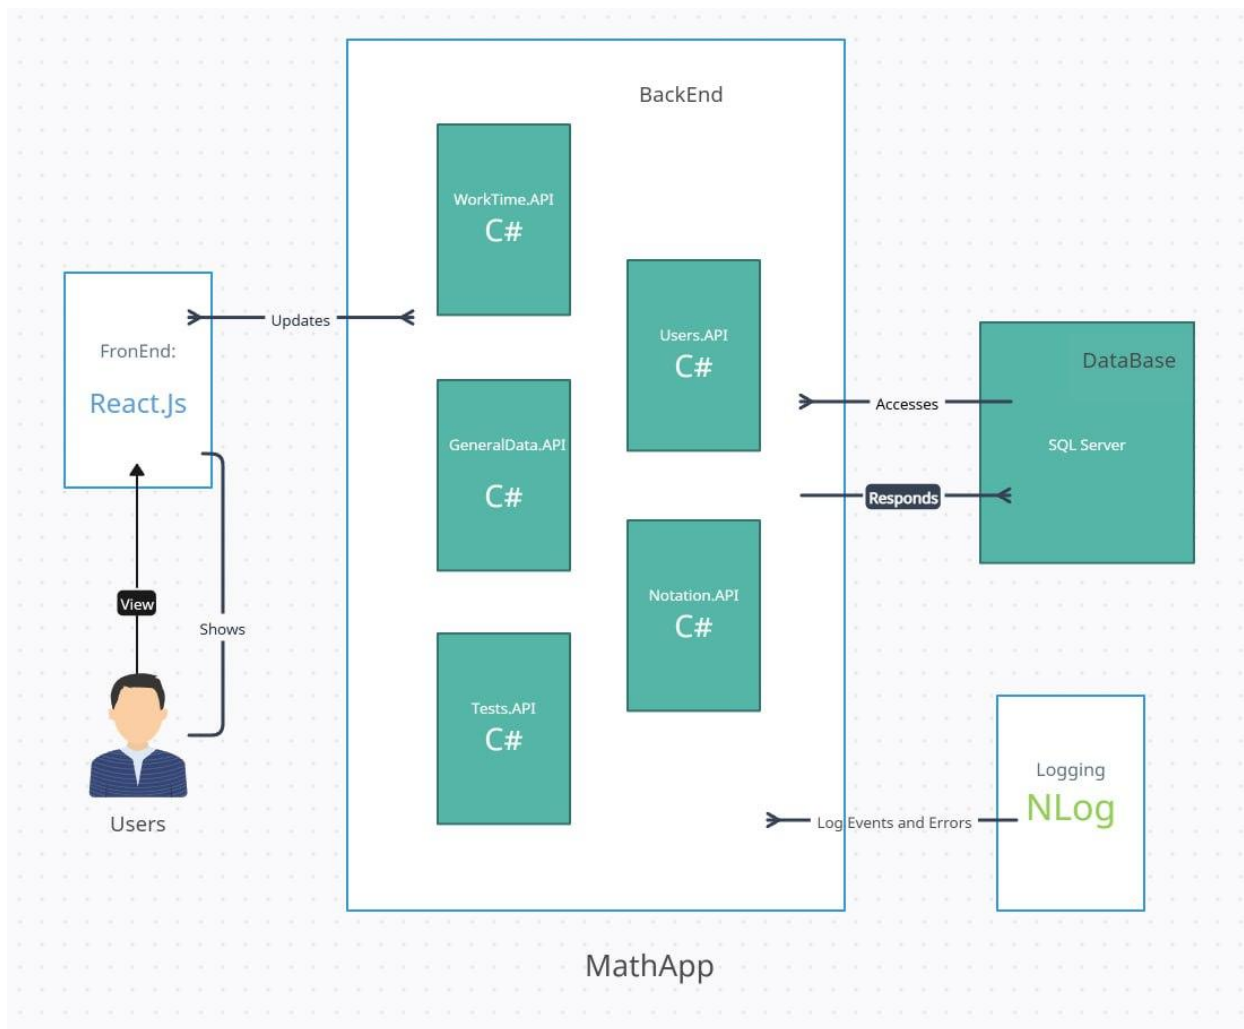 BackEnd
WorkTime.API
C#
Users.API
C#
Updates
FronEnd:
React.Js
DataBase
Accesses
SQL Server
GeneralData.API
C#
Responds
Notation.API
C#
View
Shows
Tests.API
C#
Logging
NLog
Users
Log Events and Errors
MathApp